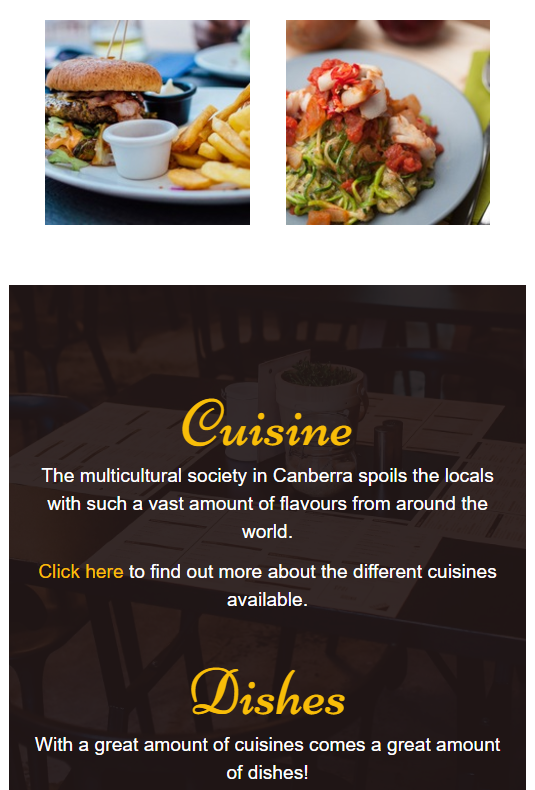 Cuisine
The multicultural society in Canberra spoils the locals
with such a vast amount of flavours from around the
world.
Click here to find out more about the different cuisines
available.
Dishes
With a great amount of cuisines comes a great amount
of dishes!